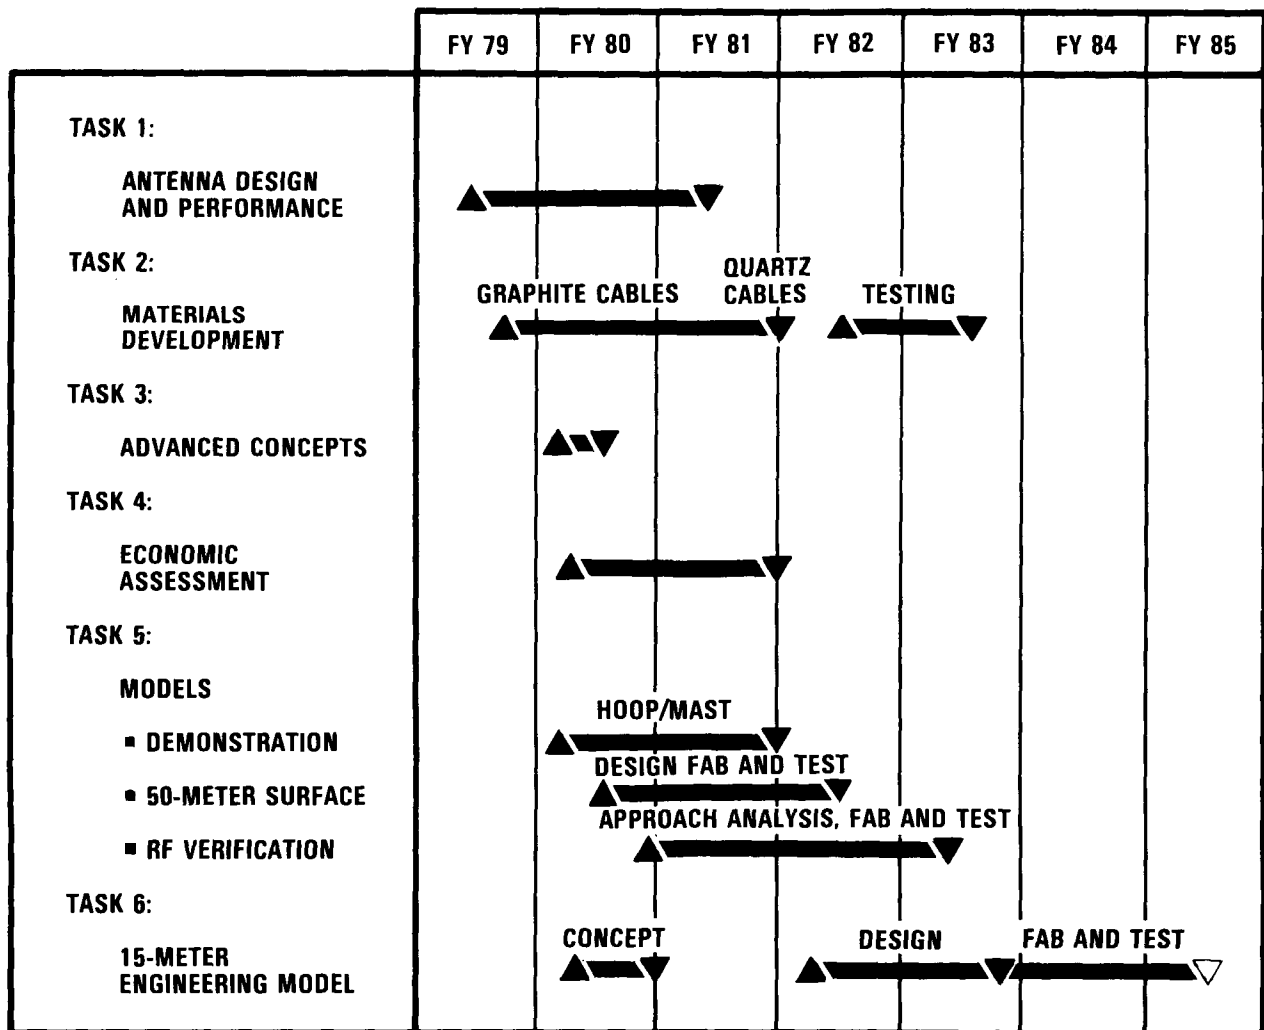 FY 79 FY 80 FY 81 FY 82 FY 83 FY 84 FY 85
TASK 1:
ANTENNA DESIGN
AND PERFORMANCE
TASK 2:
MATERIALS
DEVELOPMENT
GRAPHITE CABLES
QUARTZ
CABLES
TESTING
TASK 3:
ADVANCED CONCEPTS
TASK 4:
ECONOMIC
ASSESSMENT
TASK 5:
MODELS
HOOP/MAST
▪ DEMONSTRATION
DESIGN FAB AND TEST
▪ 50-METER SURFACE
APPROACH ANALYSIS, FAB AND TEST
▪ RF VERIFICATION
TASK 6:
15-METER
ENGINEERING MODEL
CONCEPT
DESIGN
FAB AND TEST